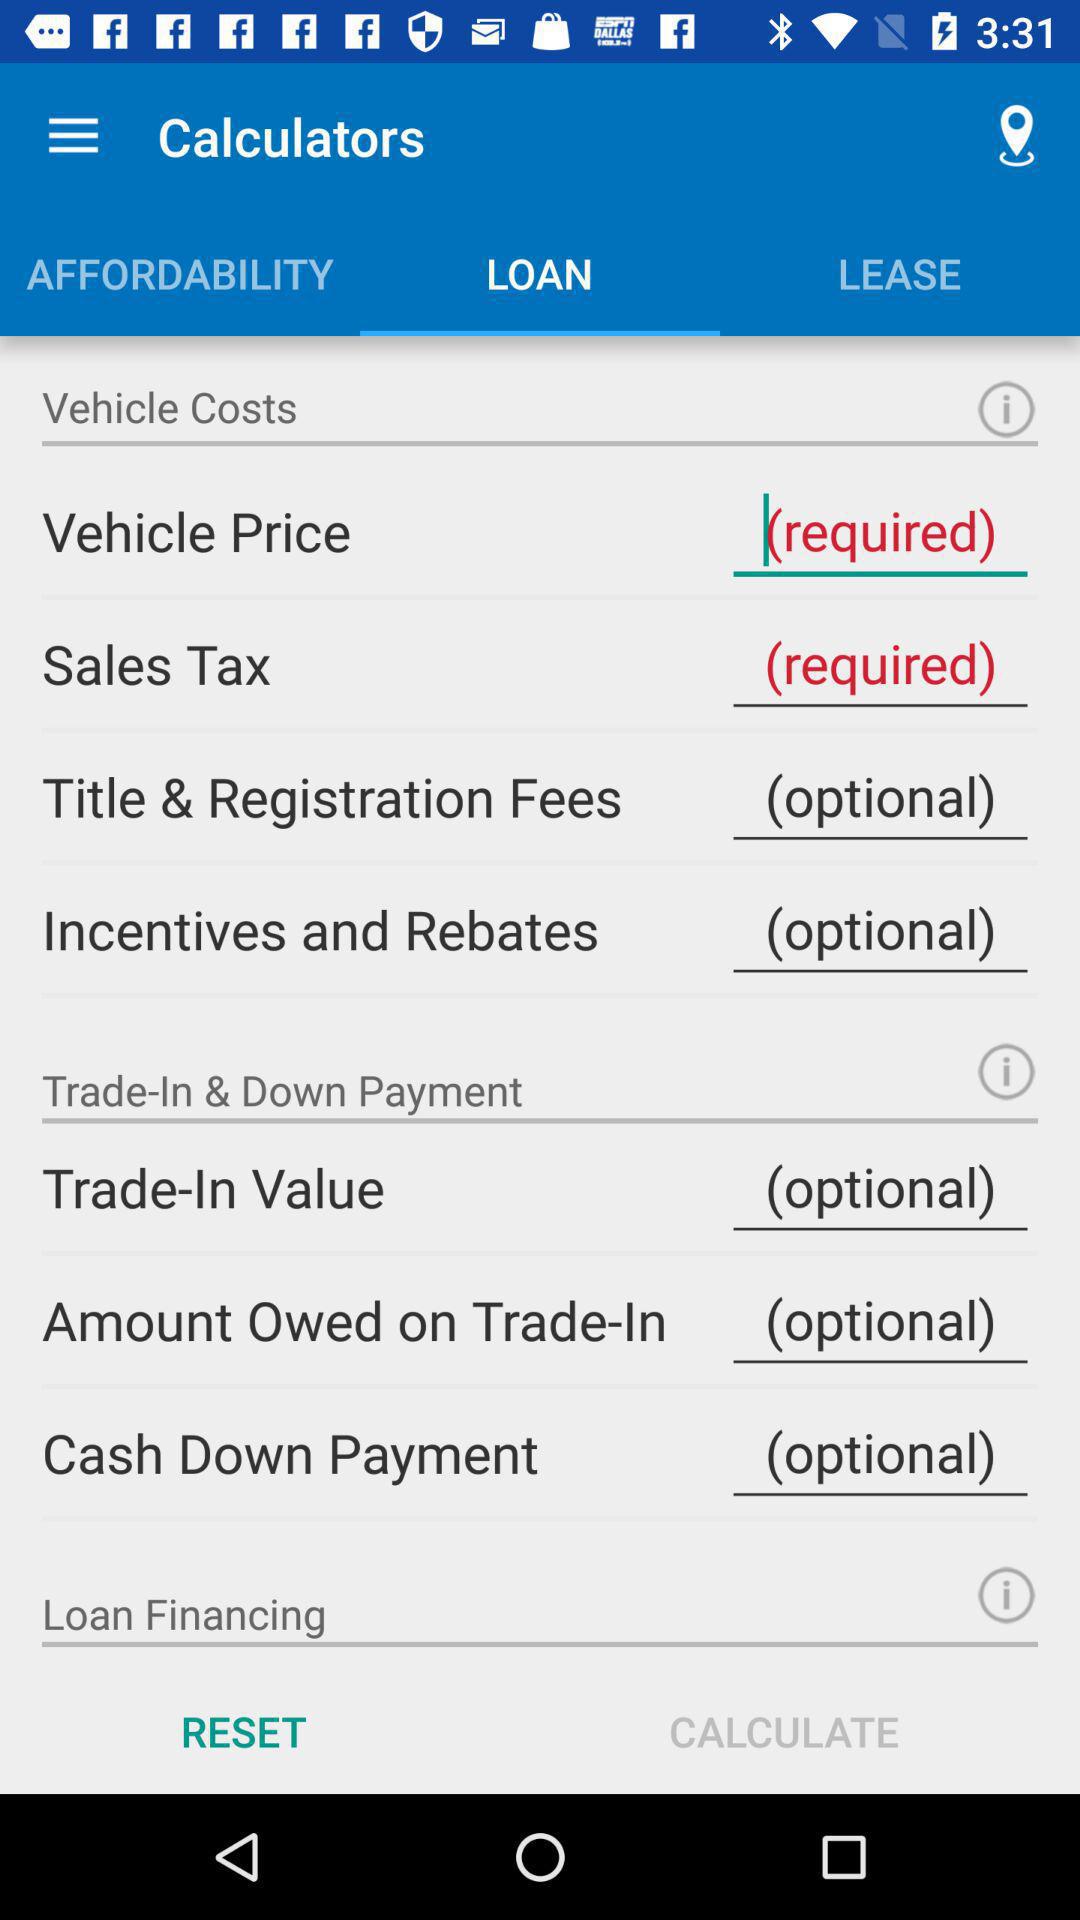 ESPN
DALLAS
3:31
Calculators
AFFORDABILITY LOAN LEASE
Vehicle Costs
Vehicle Price (required)
Sales Tax (required)
Title & Registration Fees (optional)
Incentives and Rebates (optional)
Trade-In & Down Payment
Trade-In Value (optional)
Amount Owed on Trade-In (optional)
Cash Down Payment (optional)
Loan Financing
RESET CALCULATE